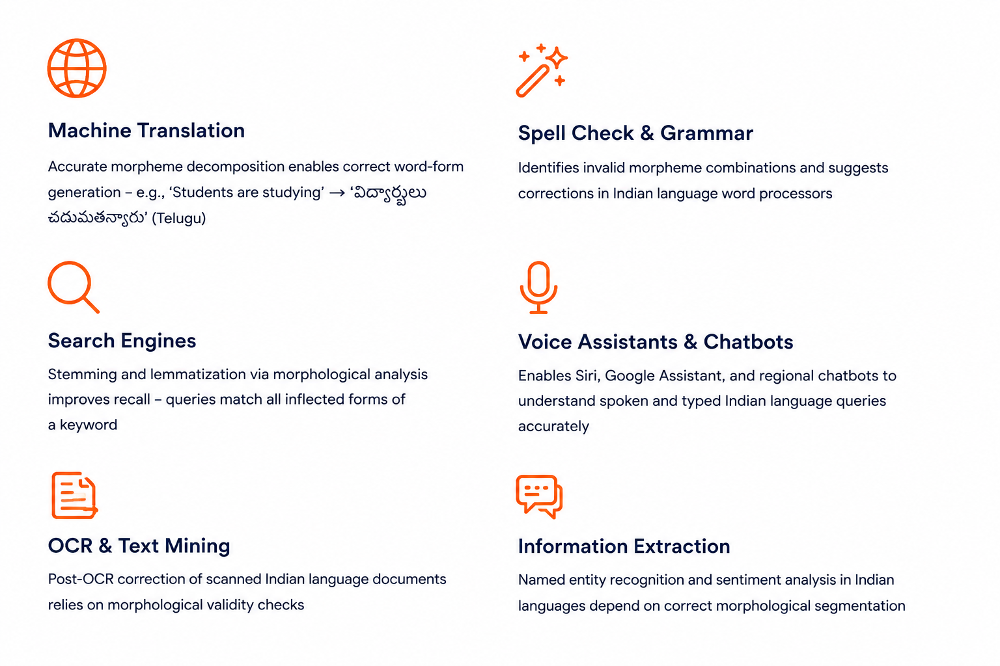 Machine Translation
Accurate morpheme decomposition enables correct word-form
generation – e.g., ‘Students are studying’ → ‘విద్యార్థులు
చదుమతన్యారు’ (Telugu)
Spell Check & Grammar
Identifies invalid morpheme combinations and suggests
corrections in Indian language word processors
Search Engines
Stemming and lemmatization via morphological analysis
improves recall – queries match all inflected forms of
a keyword
Voice Assistants & Chatbots
Enables Siri, Google Assistant, and regional chatbots to
understand spoken and typed Indian language queries
accurately
OCR & Text Mining
Post-OCR correction of scanned Indian language documents
relies on morphological validity checks
Information Extraction
Named entity recognition and sentiment analysis in Indian
languages depend on correct morphological segmentation